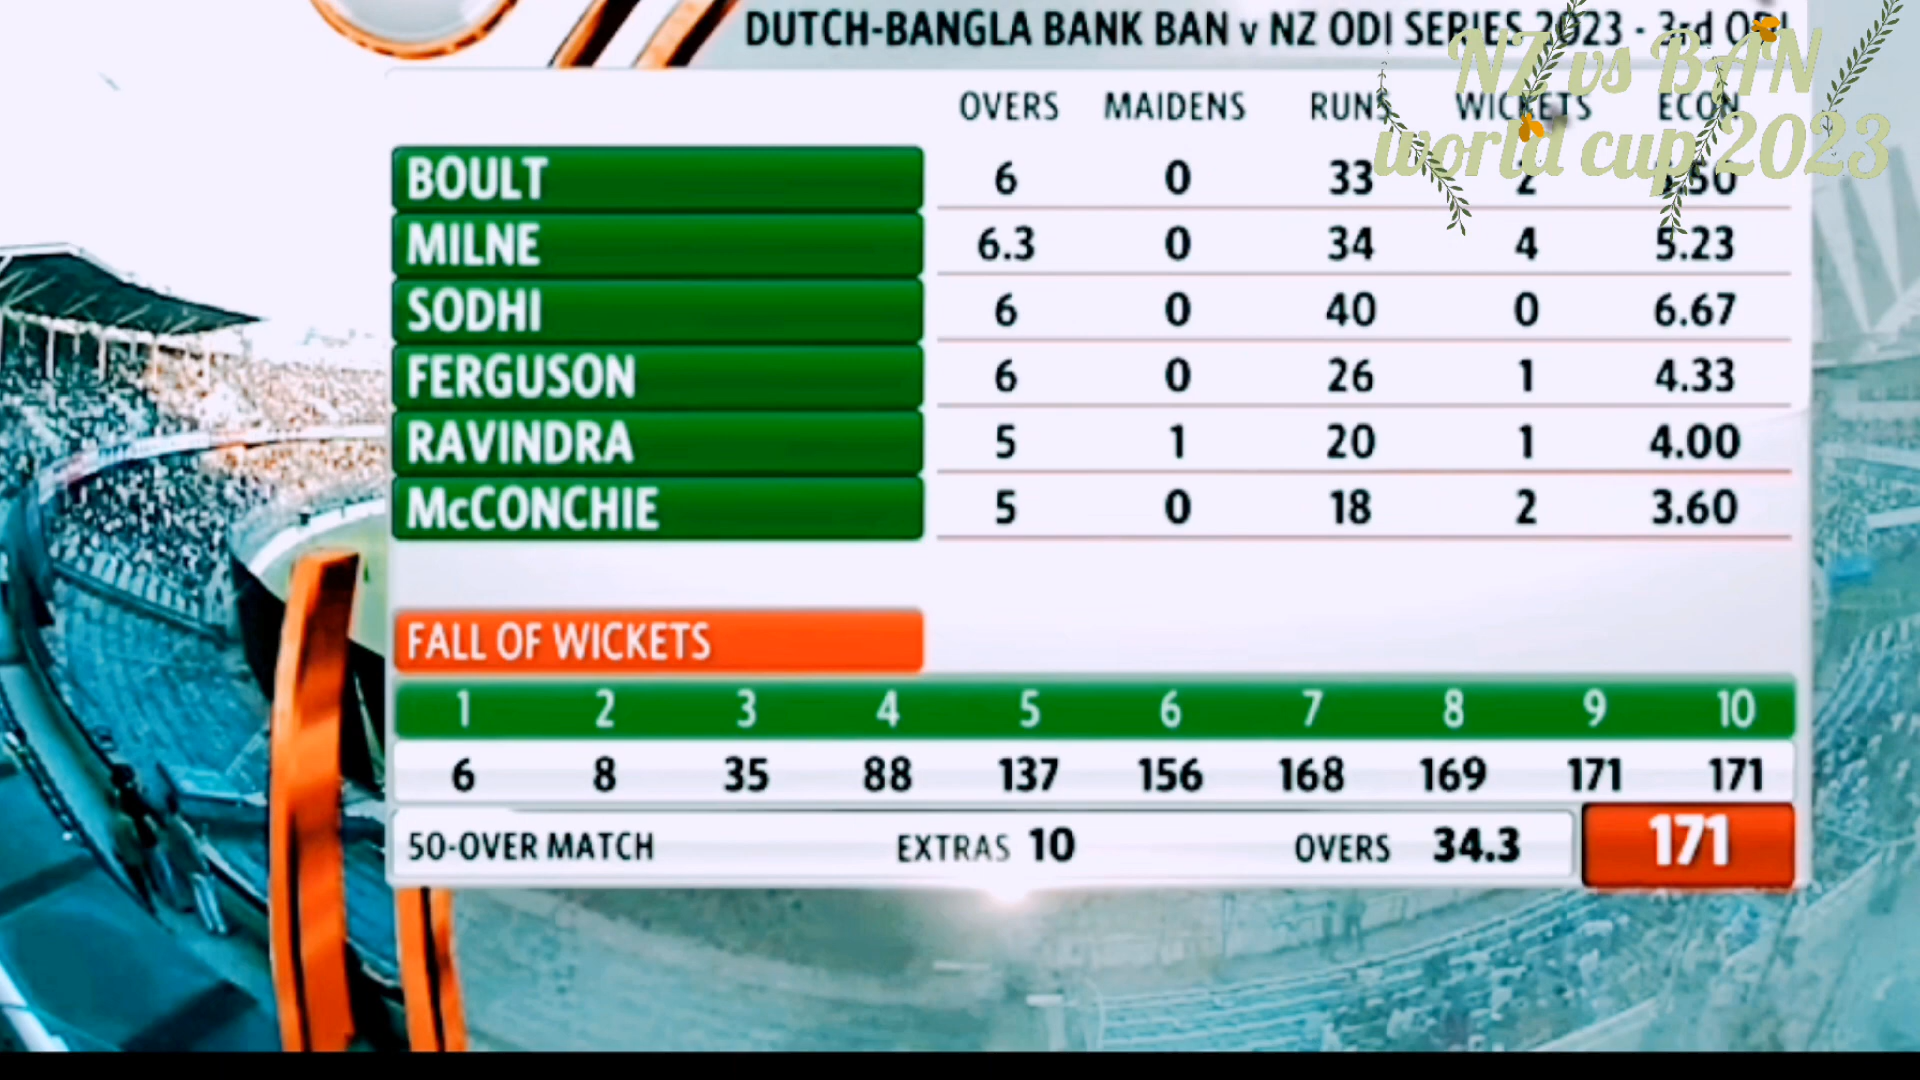 DUTCH-BANGLA BANK BAN v NZ ODI SERIES 2023 - 3rd ODI
NZ vs BAN
world cup 2023
OVERS MAIDENS RUNS WICKETS ECON
BOULT 6 0 33 2 5.50
MILNE 6.3 0 34 4 5.23
SODHI 6 0 40 0 6.67
FERGUSON 6 0 26 1 4.33
RAVINDRA 5 1 20 1 4.00
McCONCHIE 5 0 18 2 3.60
FALL OF WICKETS
1 2 3 4 5 6 7 8 9 10
6 8 35 88 137 156 168 169 171 171
50-OVER MATCH EXTRAS 10 OVERS 34.3 171